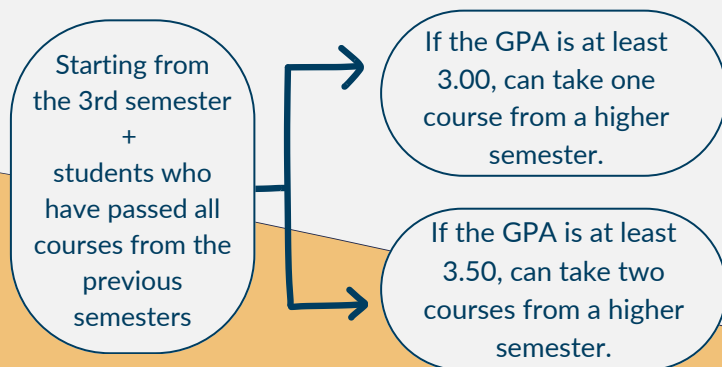 Starting from
the 3rd semester
+
students who
have passed all
courses from the
previous
semesters
If the GPA is at least
3.00, can take one
course from a higher
semester.
If the GPA is at least
3.50, can take two
courses from a higher
semester.